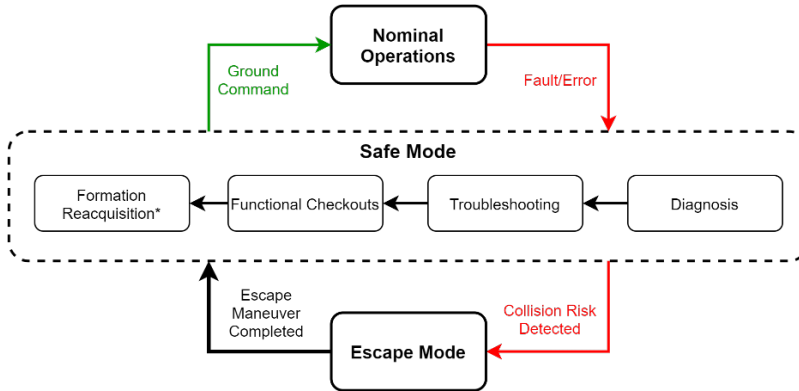 Nominal
Operations
Ground
Command
Fault/Error
Safe Mode
Formation
Reacquisition*
Functional Checkouts
Troubleshooting
Diagnosis
Escape
Maneuver
Completed
Collision Risk
Detected
Escape Mode